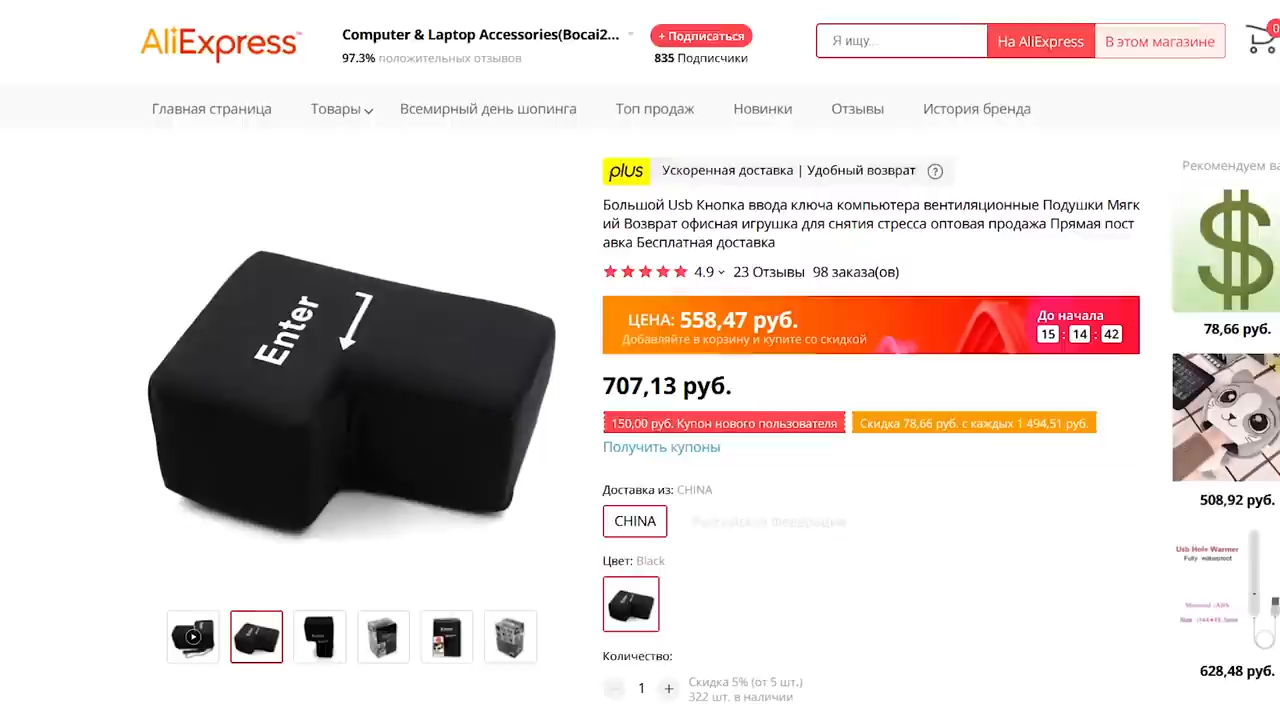 AliExpress
Computer & Laptop Accessories(Bocai2...
97.3% положительных отзывов
+ Подписаться
835 Подписчики
Я ищу...
На AliExpress
В этом магазине
0
Главная страница
Товары
Всемирный день шопинга
Топ продаж
Новинки
Отзывы
История бренда
plus Ускоренная доставка | Удобный возврат ?
Большой Usb Кнопка ввода ключа компьютера вентиляционные Подушки Мягк
ий Возврат офисная игрушка для снятия стресса оптовая продажа Прямая пост
авка Бесплатная доставка
4.9 23 Отзывы 98 заказа(ов)
ЦЕНА: 558,47 руб.
Добавляйте в корзину и купите со скидкой
До начала
15 : 14 : 42
707,13 руб.
150,00 руб. Купон нового пользователя
Скидка 78,66 руб. с каждых 1 494,51 руб.
Получить купоны
Доставка из: CHINA
CHINA
Российская Федерация
Цвет: Black
Количество:
1 +
Скидка 5% (от 5 шт.)
322 шт. в наличии
Enter
Рекомендуем ва
78,66 руб.
508,92 руб.
Usb Hole Warmer
Fully waterproof
628,48 руб.